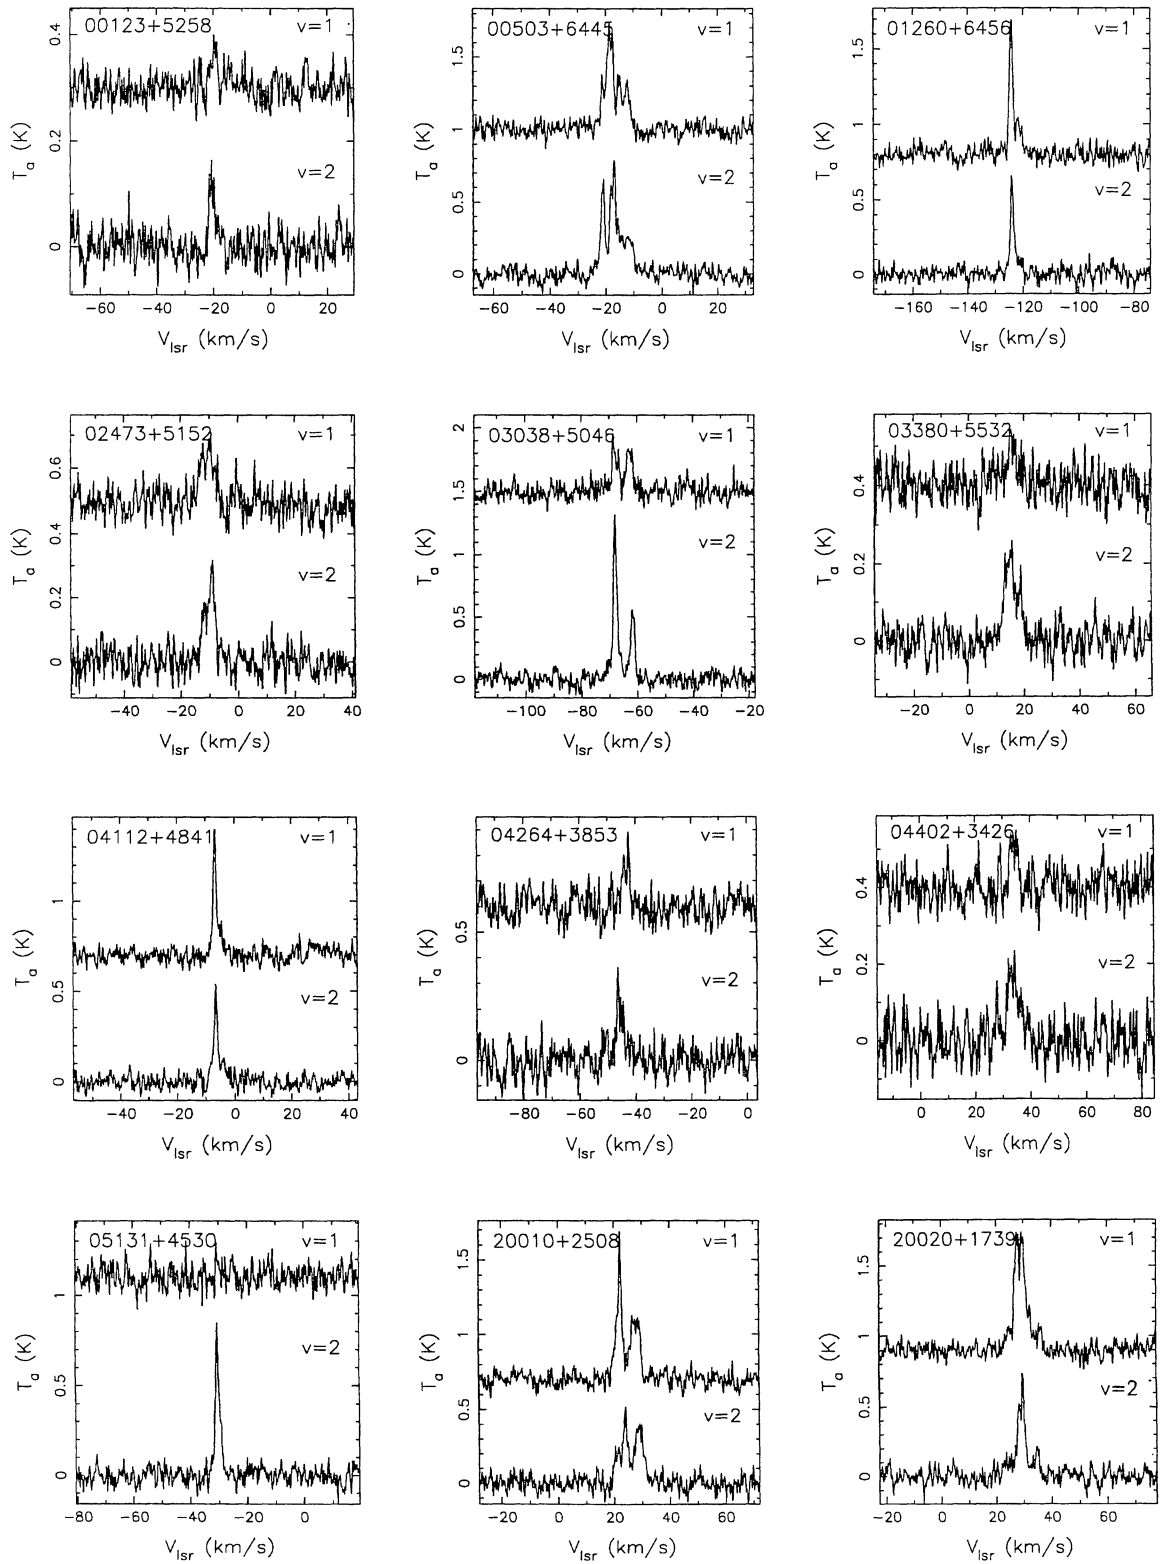 00123+5258 v=1
0.4
0.2
v=2
0
T_a (K)
−60 −40 −20 0 20
V_lsr (km/s)
00503+6445 v=1
1.5
1
v=2
0.5
0
T_a (K)
−60 −40 −20 0 20
V_lsr (km/s)
01260+6456 v=1
1.5
1
v=2
0.5
0
T_a (K)
−160 −140 −120 −100 −80
V_lsr (km/s)
02473+5152 v=1
0.6
0.4
v=2
0.2
0
T_a (K)
−40 −20 0 20 40
V_lsr (km/s)
2
03038+5046 v=1
1.5
v=2
1
0.5
0
T_a (K)
−100 −80 −60 −40 −20
V_lsr (km/s)
03380+5532 v=1
0.4
v=2
0.2
0
T_a (K)
−20 0 20 40 60
V_lsr (km/s)
04112+4841 v=1
1
v=2
0.5
0
T_a (K)
−40 −20 0 20 40
V_lsr (km/s)
04264+3853 v=1
0.5
v=2
0
T_a (K)
−80 −60 −40 −20 0
V_lsr (km/s)
04402+3426 v=1
0.4
v=2
0.2
0
T_a (K)
0 20 40 60 80
V_lsr (km/s)
05131+4530 v=1
1
v=2
0.5
0
T_a (K)
−80 −60 −40 −20 0
V_lsr (km/s)
20010+2508 v=1
1.5
1
v=2
0.5
0
T_a (K)
−20 0 20 40 60
V_lsr (km/s)
20020+1739 v=1
1.5
1
v=2
0.5
0
T_a (K)
−20 0 20 40 60
V_lsr (km/s)